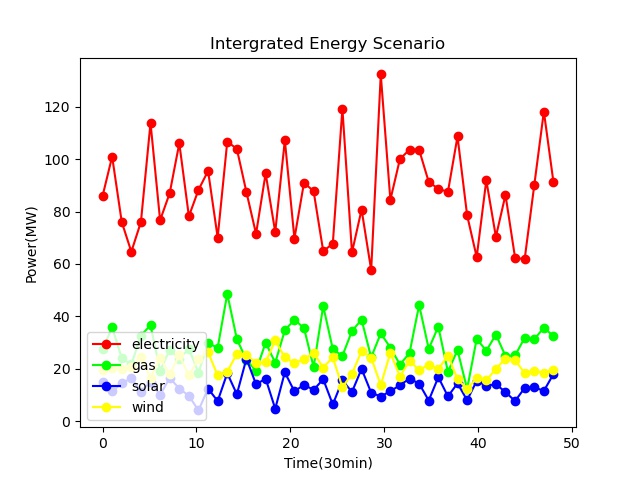 Intergrated Energy Scenario
Power(MW)
120
100
80
60
40
20
0
electricity
gas
solar
wind
0 10 20 30 40 50
Time(30min)